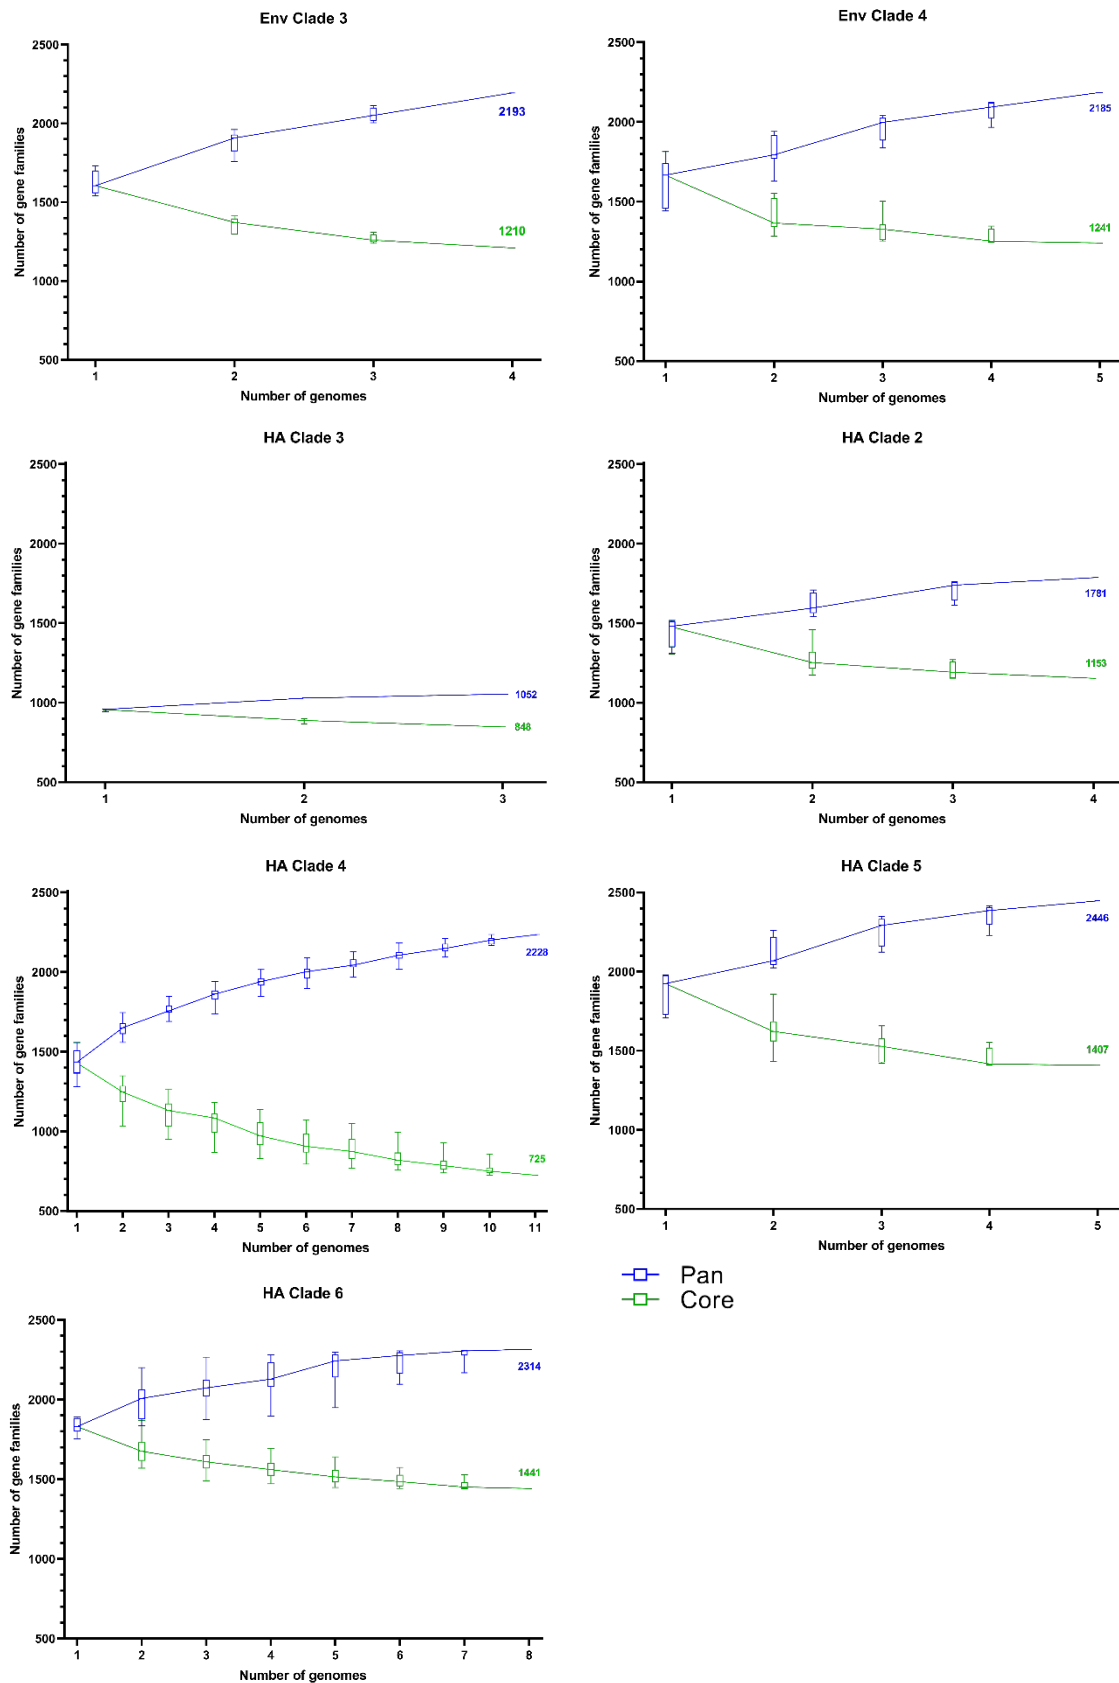 Env Clade 3
Number of gene families
2500
2000
1500
1000
500
2193
1210
1 2 3 4
Number of genomes
Env Clade 4
Number of gene families
2500
2000
1500
1000
500
2185
1241
1 2 3 4 5
Number of genomes
HA Clade 3
Number of gene families
2500
2000
1500
1000
500
1052
848
1 2 3
Number of genomes
HA Clade 2
Number of gene families
2500
2000
1500
1000
500
1781
1153
1 2 3 4
Number of genomes
HA Clade 4
Number of gene families
2500
2000
1500
1000
500
2228
725
1 2 3 4 5 6 7 8 9 10 11
Number of genomes
HA Clade 5
Number of gene families
2500
2000
1500
1000
500
2446
1407
1 2 3 4 5
Number of genomes
Pan
Core
HA Clade 6
Number of gene families
2500
2000
1500
1000
500
2314
1441
1 2 3 4 5 6 7 8
Number of genomes